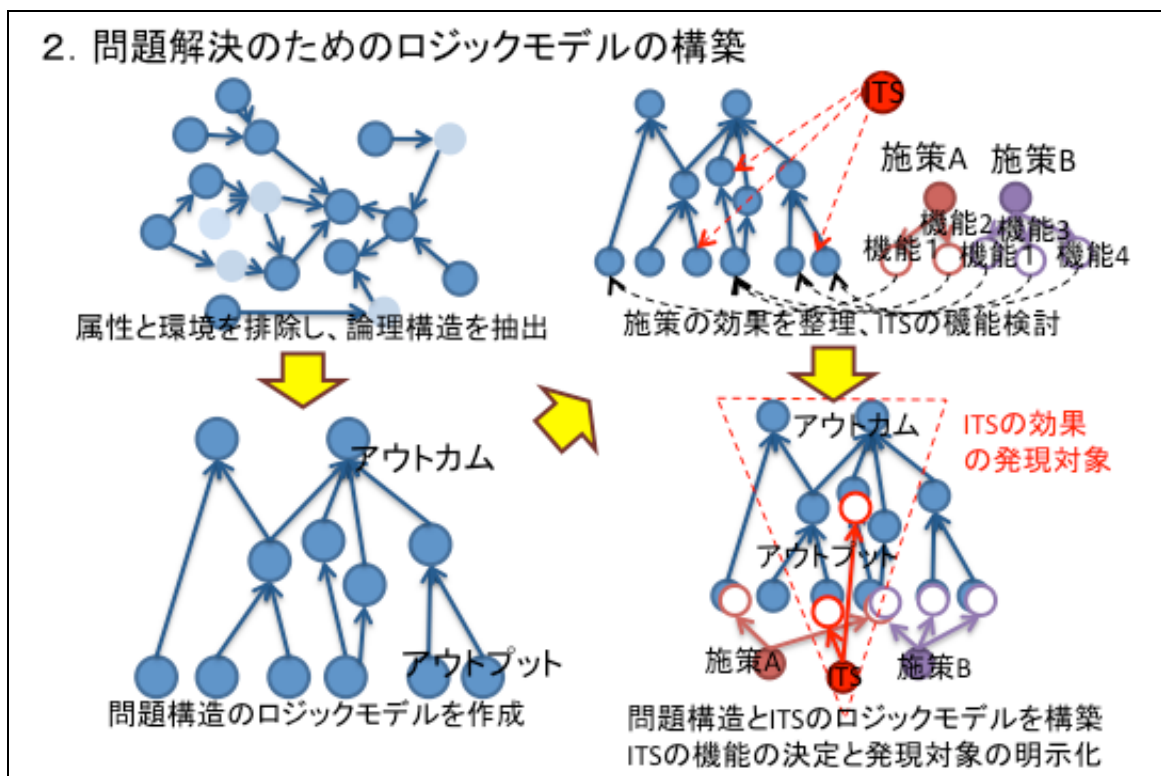 ２．問題解決のためのロジックモデルの構築
属性と環境を排除し、論理構造を抽出
ITS
施策A
施策B
機能1
機能2
機能1
機能3
機能4
施策の効果を整理、ITSの機能検討
アウトカム
アウトプット
問題構造のロジックモデルを作成
アウトカム
ITSの効果
の発現対象
アウトプット
施策A
ITS
施策B
問題構造とITSのロジックモデルを構築
ITSの機能の決定と発現対象の明示化